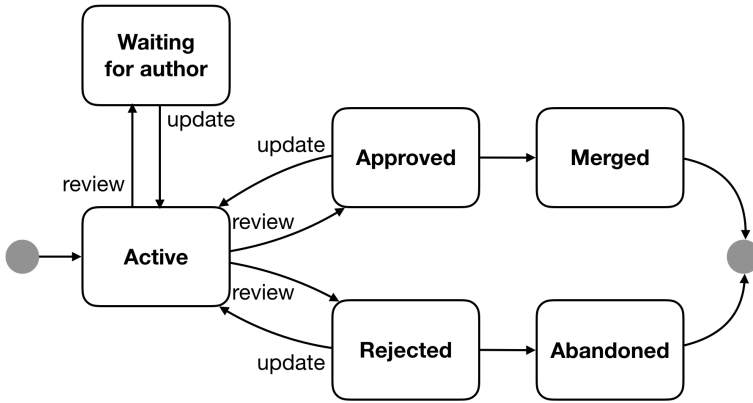 Waiting
for author
update
review
update
Approved
Merged
review
Active
review
update
Rejected
Abandoned